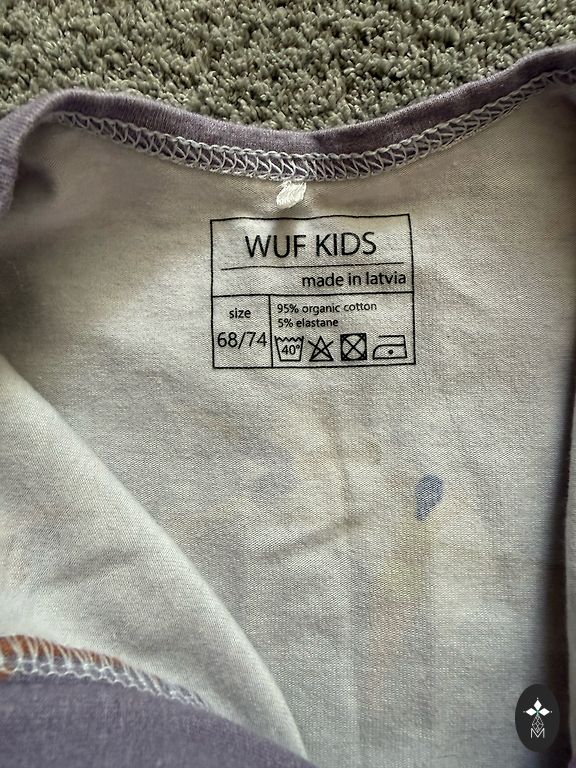 WUF KIDS
made in latvia
size
68/74
95% organic cotton
5% elastane
40°
M